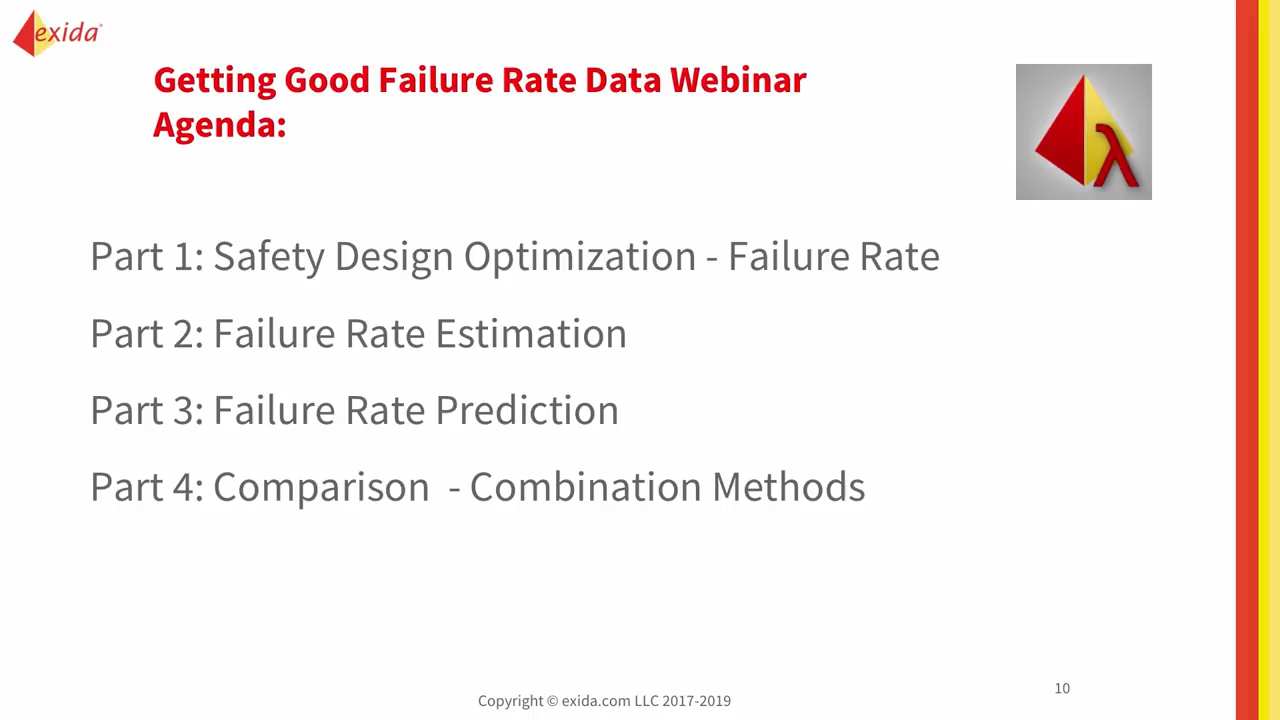 exida
Getting Good Failure Rate Data Webinar
Agenda:
λ
Part 1: Safety Design Optimization - Failure Rate
Part 2: Failure Rate Estimation
Part 3: Failure Rate Prediction
Part 4: Comparison  - Combination Methods
10
Copyright © exida.com LLC 2017-2019